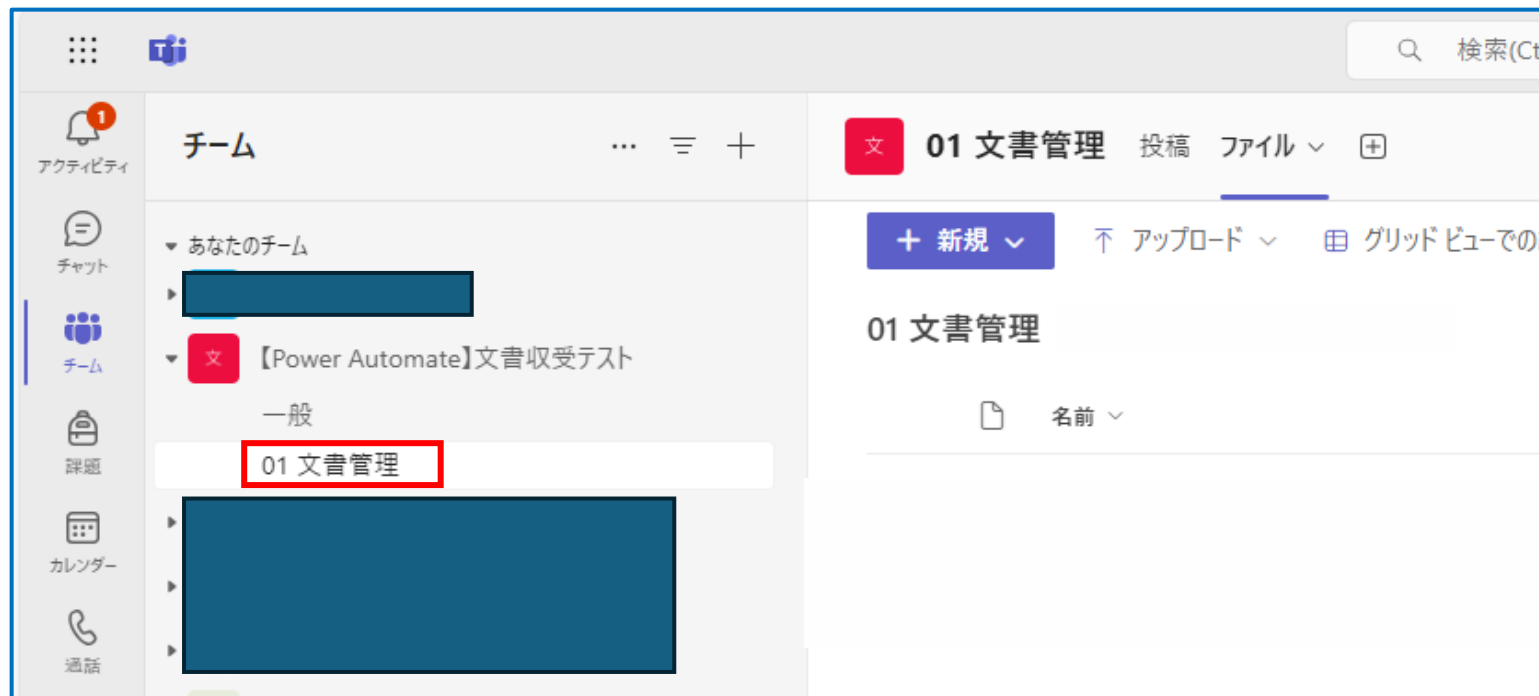 検索(Ct
1
アクティビティ
チャット
チーム
課題
カレンダー
通話
チーム
あなたのチーム
文 【Power Automate】文書収受テスト
一般
01 文書管理
文 01 文書管理 投稿 ファイル
新規 アップロード グリッド ビューでの
01 文書管理
名前